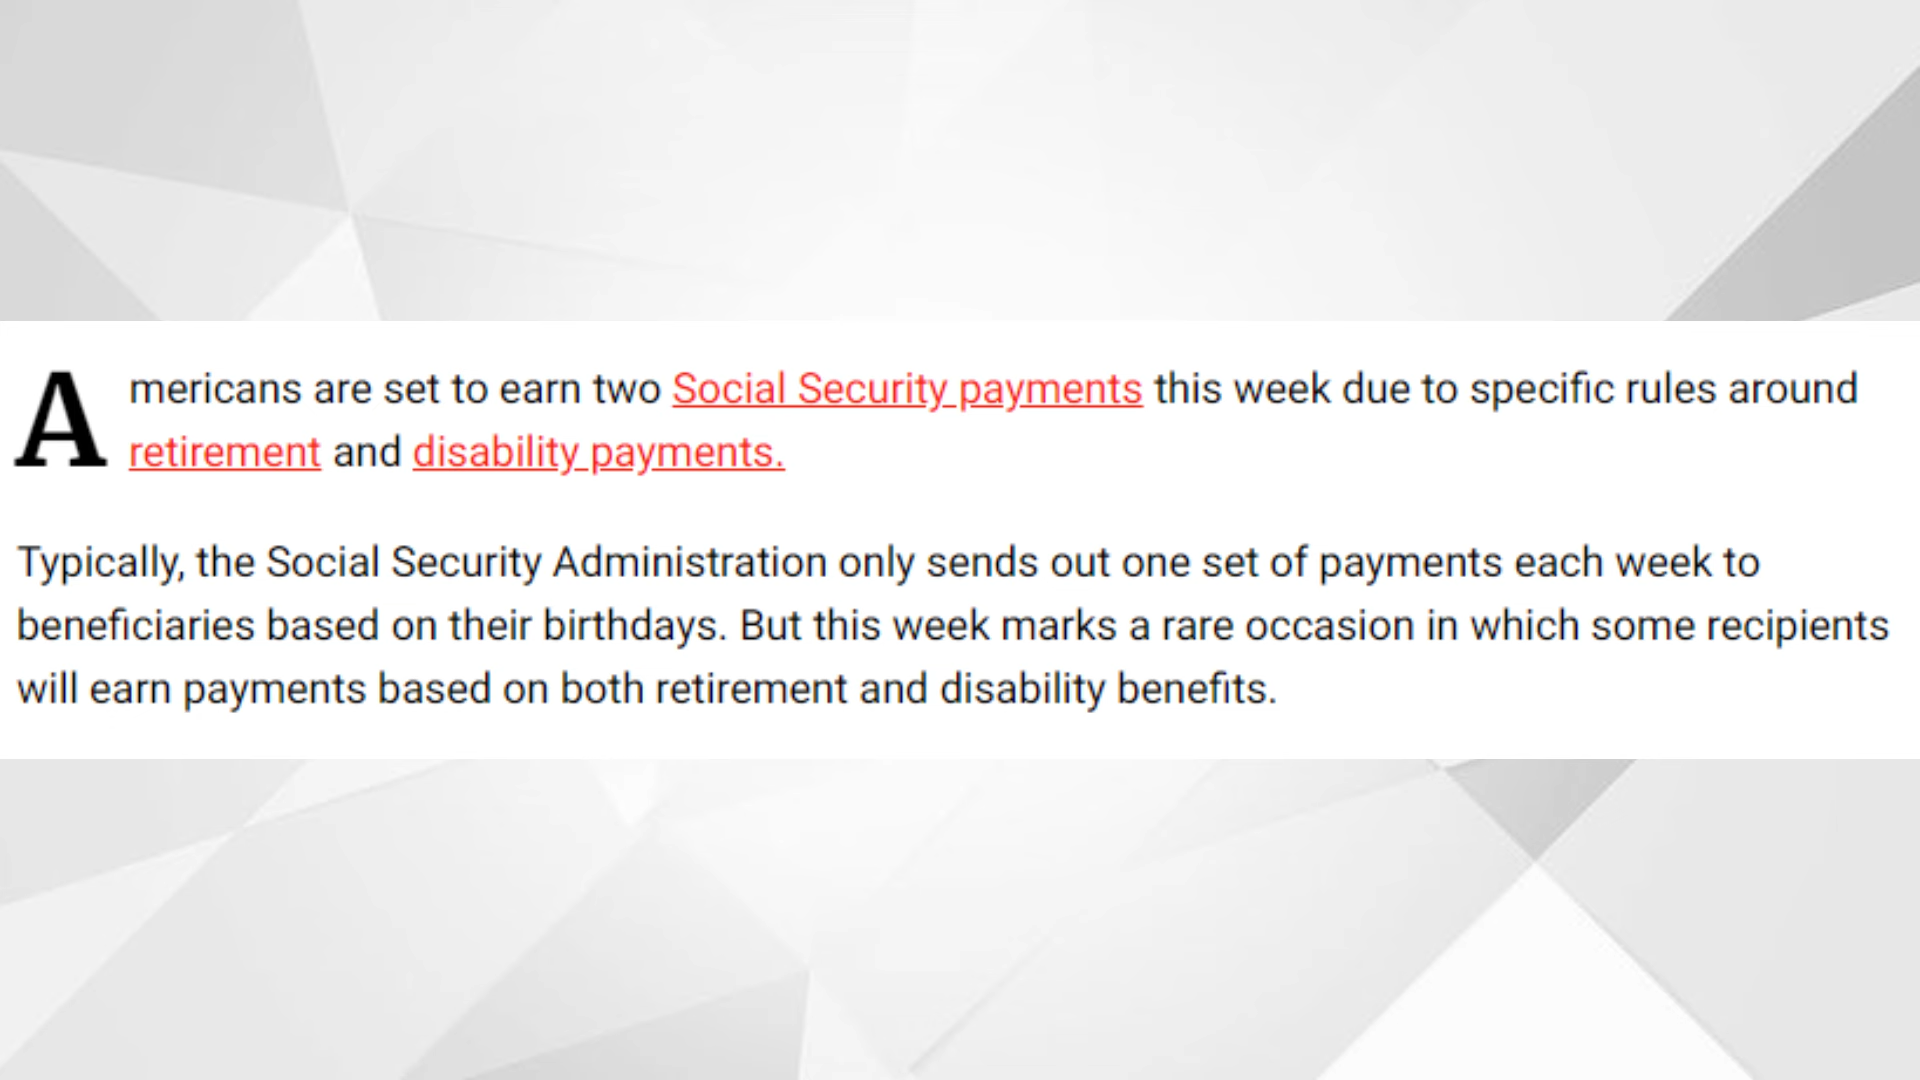 Americans are set to earn two Social Security payments this week due to specific rules around
retirement and disability payments.
Typically, the Social Security Administration only sends out one set of payments each week to
beneficiaries based on their birthdays. But this week marks a rare occasion in which some recipients
will earn payments based on both retirement and disability benefits.